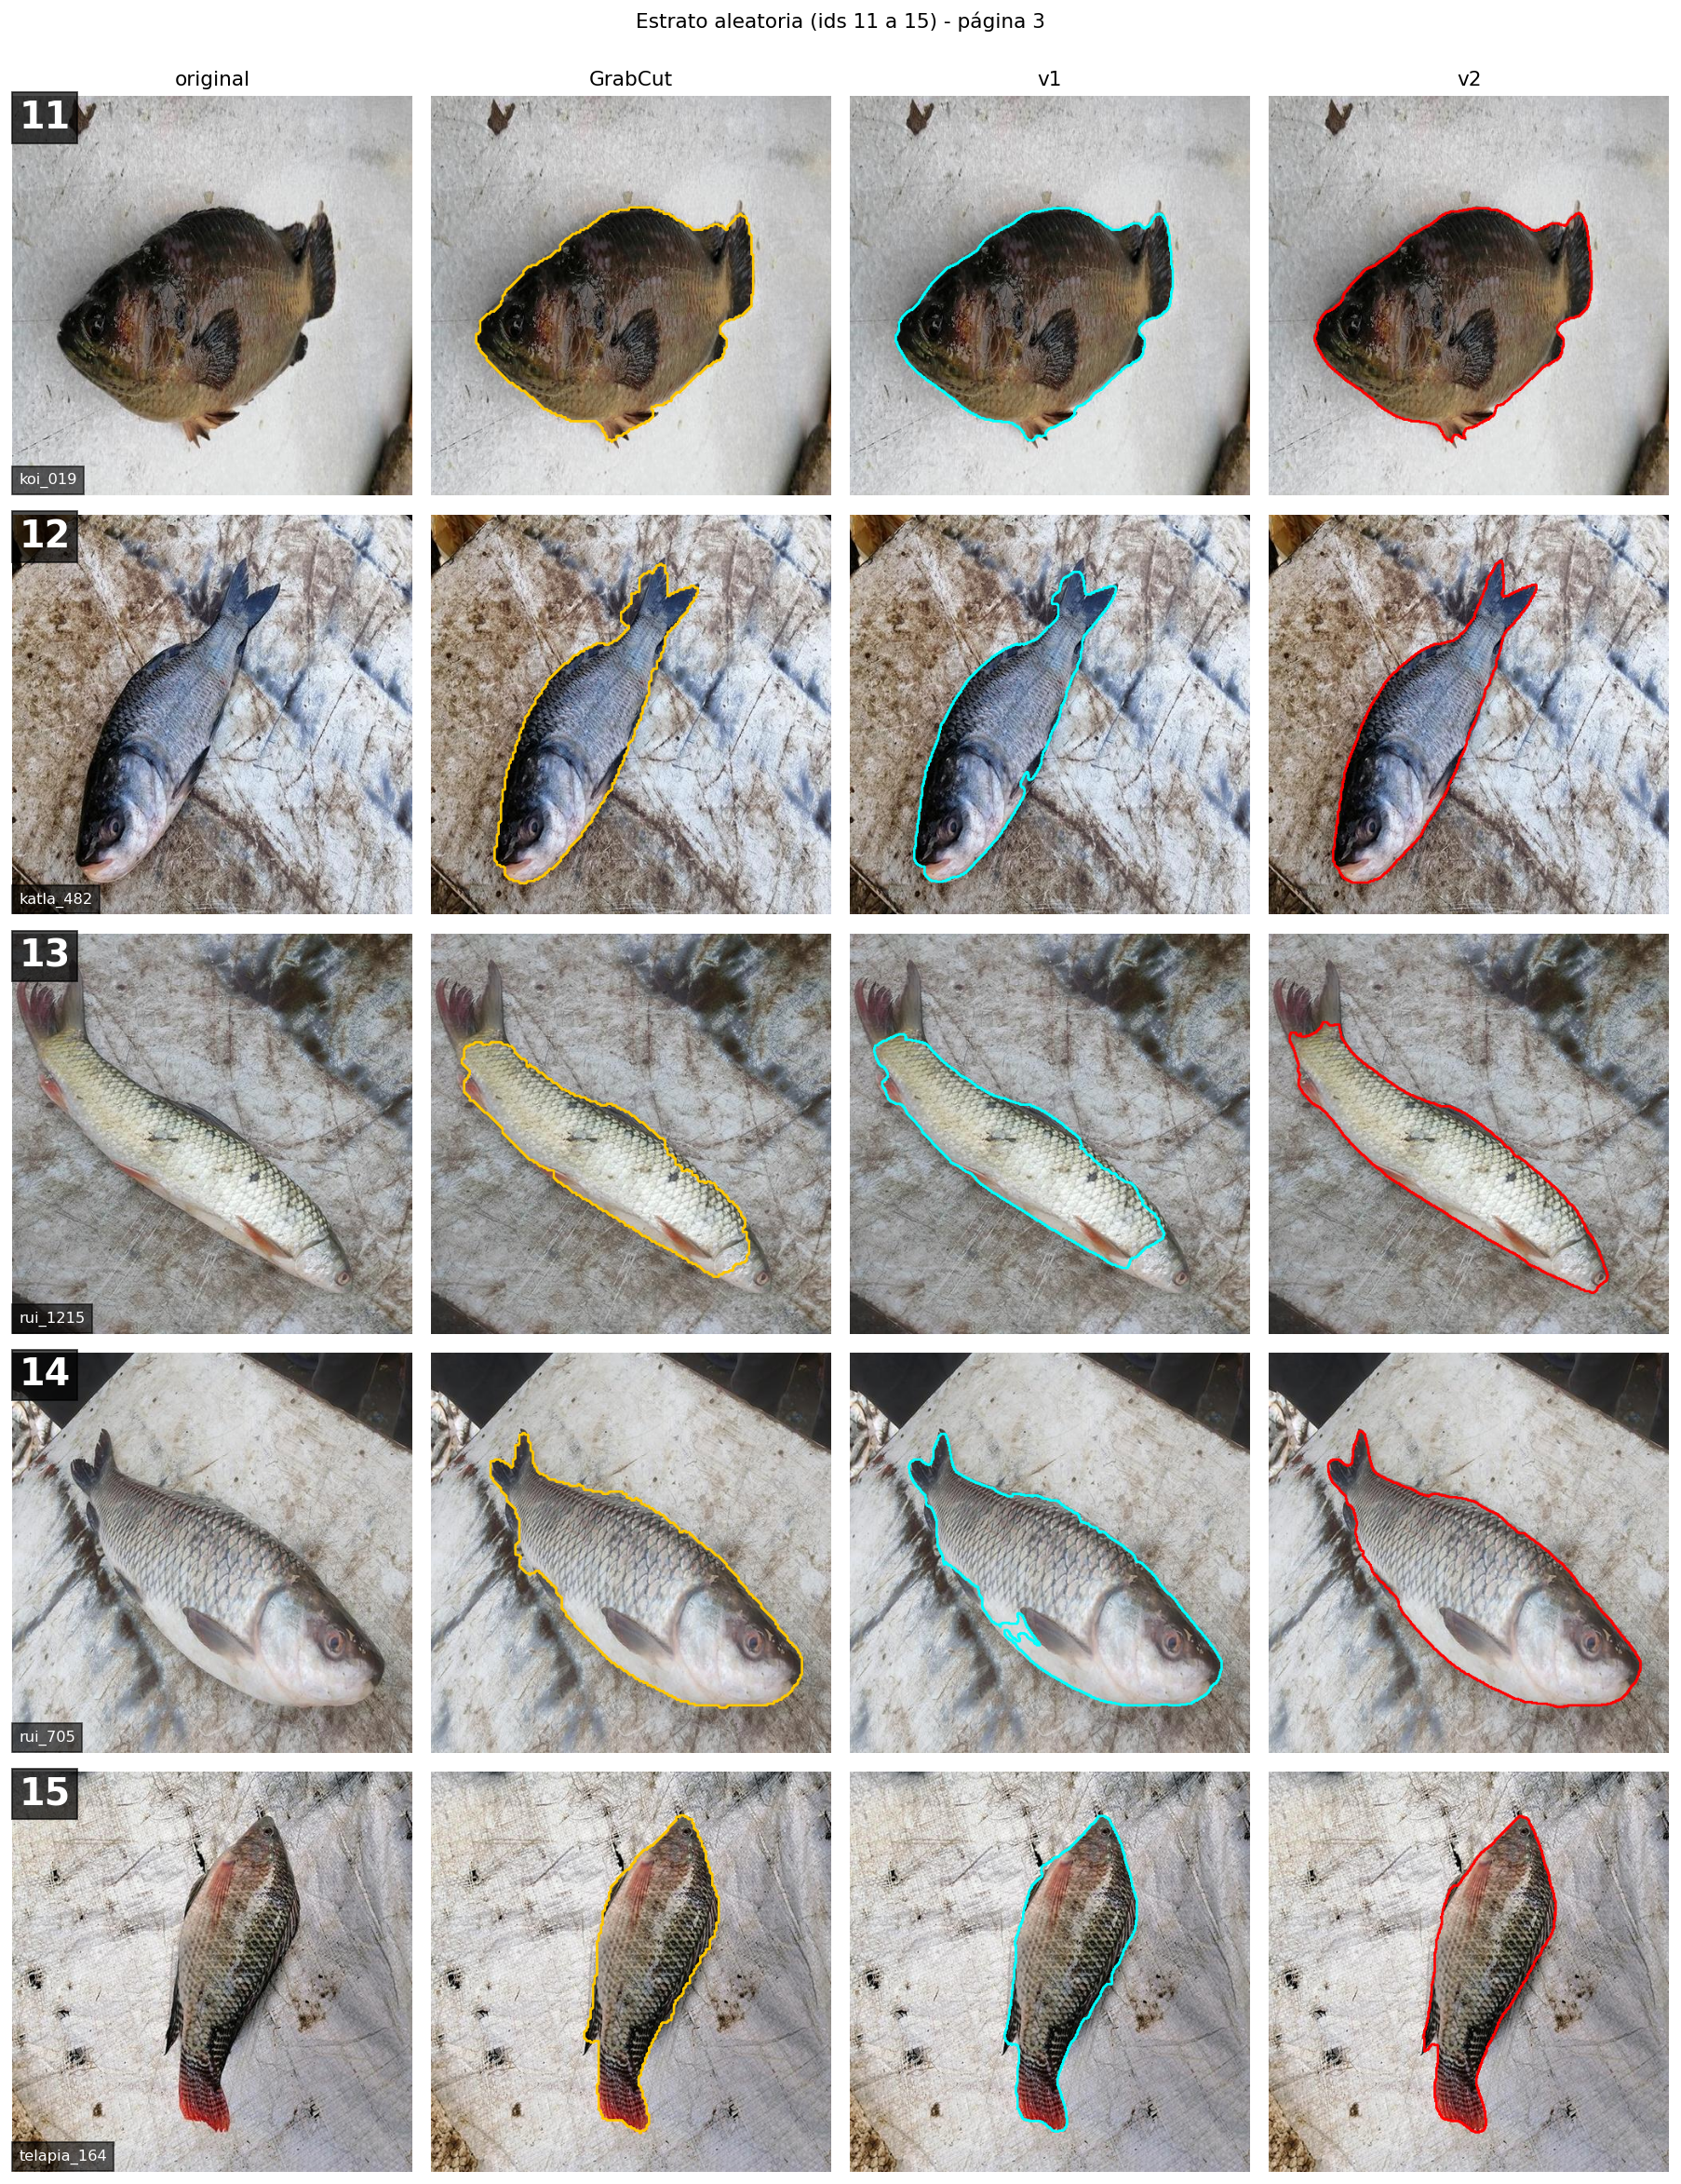 Estrato aleatoria (ids 11 a 15) - página 3
original GrabCut v1 v2
11
koi_019
12
katla_482
13
rui_1215
14
rui_705
15
telapia_164